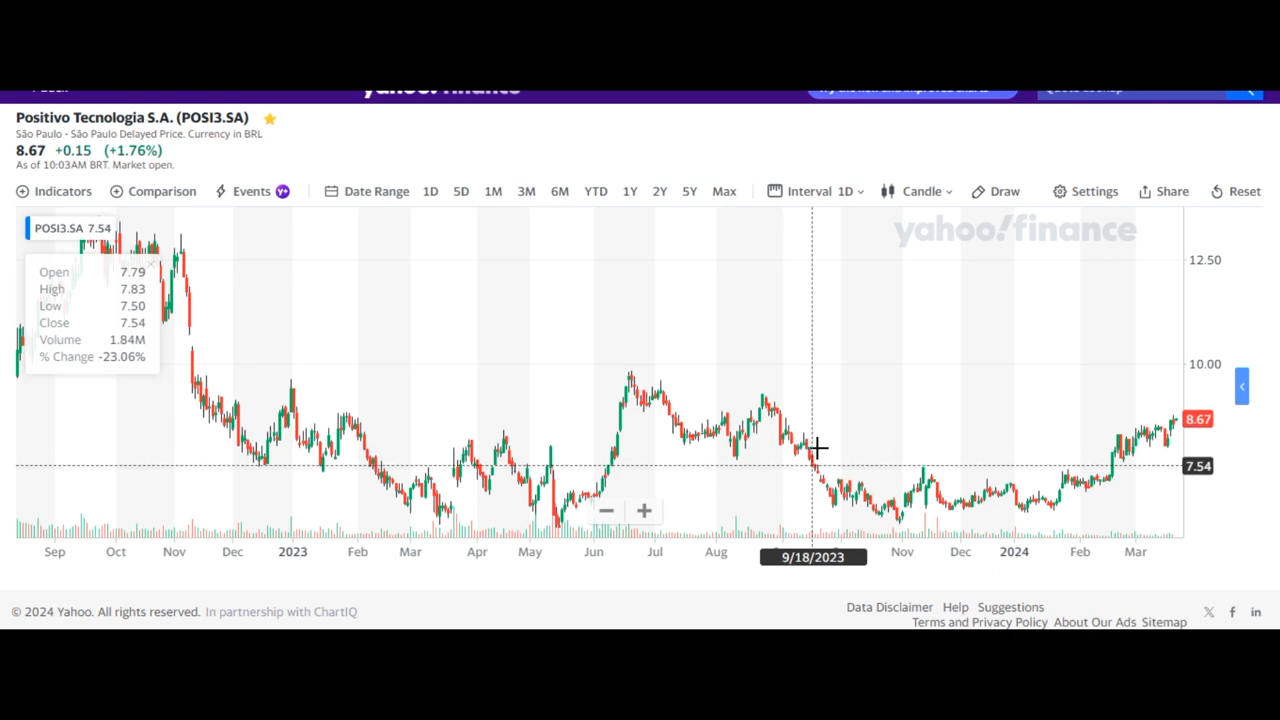 yahoo! finance
Positivo Tecnologia S.A. (POSI3.SA)
São Paulo - São Paulo Delayed Price. Currency in BRL
8.67 +0.15 (+1.76%)
As of 10:03AM BRT. Market open.
Indicators Comparison Events y+ Date Range 1D 5D 1M 3M 6M YTD 1Y 2Y 5Y Max Interval 1D Candle Draw Settings Share Reset
POSI3.SA 7.54
yahoo!finance
12.50
Open 7.79
High 7.83
Low 7.50
Close 7.54
Volume 1.84M
% Change -23.06%
10.00
8.67
7.54
Sep Oct Nov Dec 2023 Feb Mar Apr May Jun Jul Aug Nov Dec 2024 Feb Mar
9/18/2023
© 2024 Yahoo. All rights reserved. In partnership with ChartIQ
Data Disclaimer Help Suggestions
Terms and Privacy Policy About Our Ads Sitemap